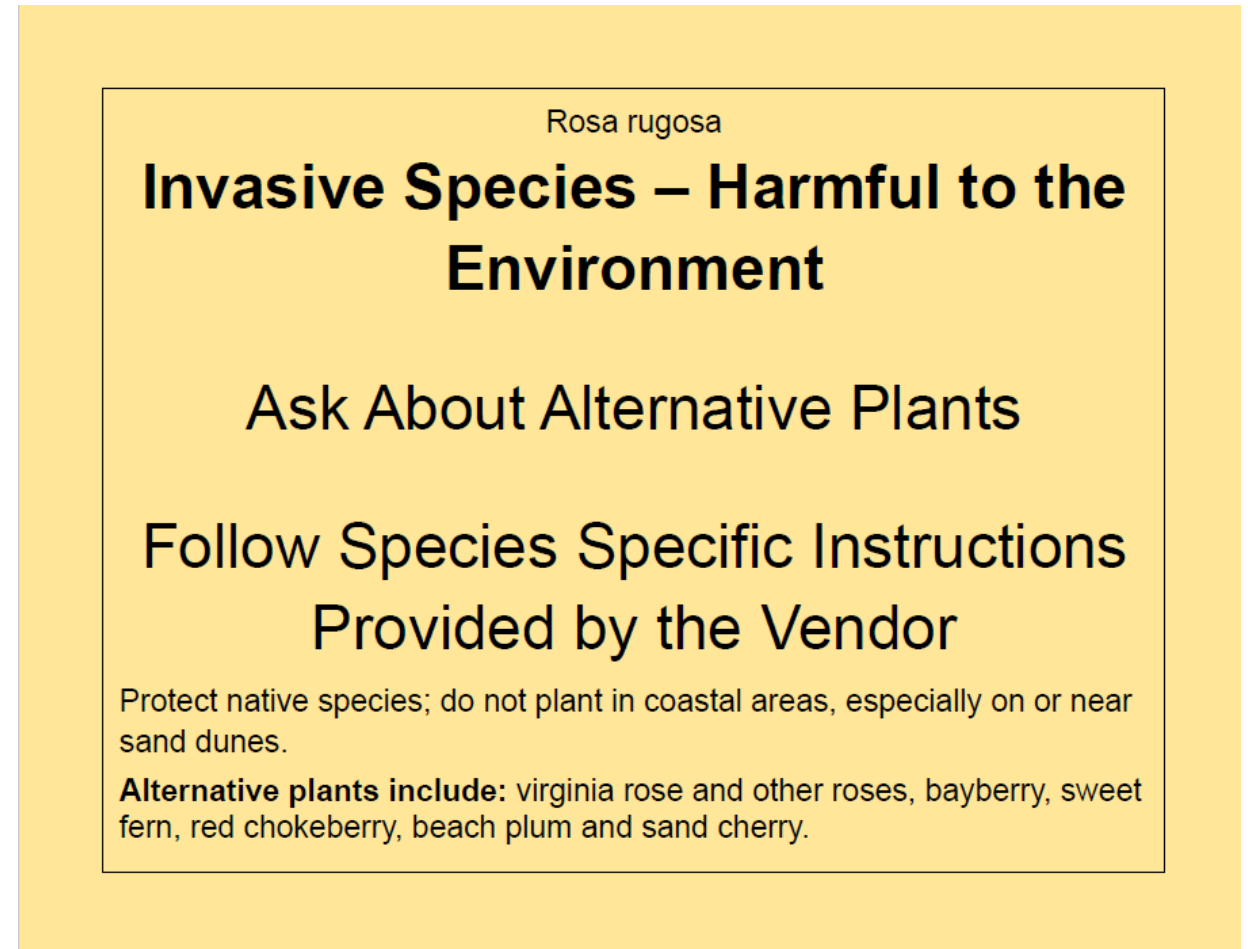 Rosa rugosa
Invasive Species – Harmful to the
Environment
Ask About Alternative Plants
Follow Species Specific Instructions
Provided by the Vendor
Protect native species; do not plant in coastal areas, especially on or near
sand dunes.
Alternative plants include: virginia rose and other roses, bayberry, sweet
fern, red chokeberry, beach plum and sand cherry.